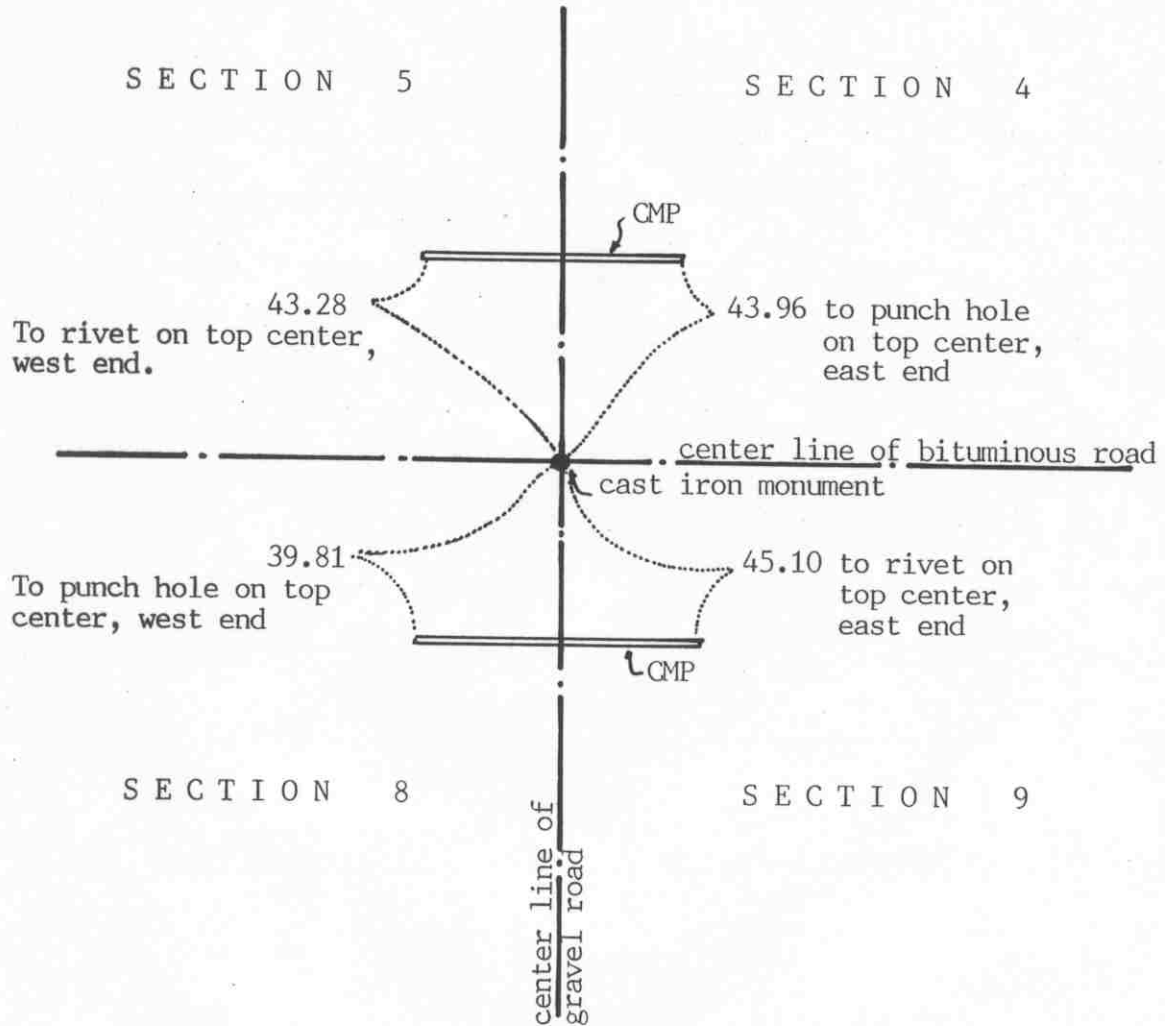 SECTION 5
SECTION 4
CMP
43.28
To rivet on top center,
west end.
43.96 to punch hole
on top center,
east end
center line of bituminous road
cast iron monument
39.81
To punch hole on top
center, west end
45.10 to rivet on
top center,
east end
CMP
SECTION 8
SECTION 9
center line of
gravel road